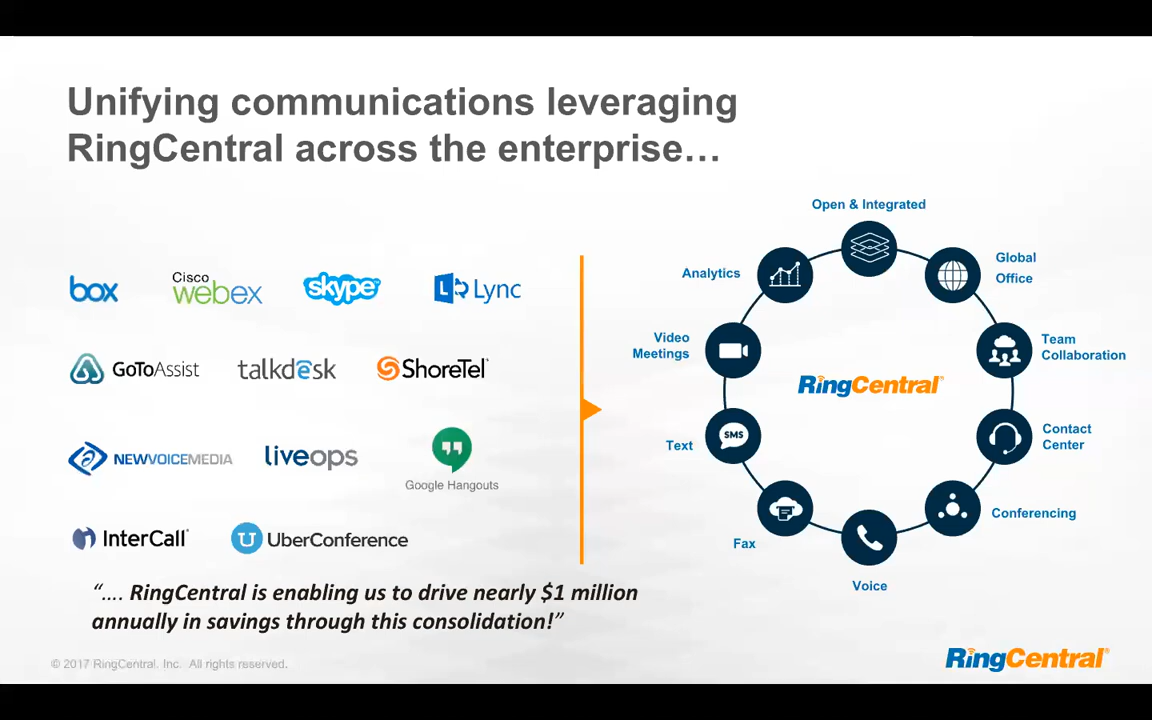 Unifying communications leveraging
RingCentral across the enterprise…
box
Cisco
webex
skype
Lync
GoToAssist
talkdesk
ShoreTel
NEWVOICEMEDIA
liveops
Google Hangouts
InterCall
UberConference
“…. RingCentral is enabling us to drive nearly $1 million
annually in savings through this consolidation!”
Open & Integrated
Global
Office
Team
Collaboration
Contact
Center
Conferencing
Voice
Fax
Text
SMS
Video
Meetings
Analytics
RingCentral®
© 2017 RingCentral, Inc. All rights reserved.
RingCentral®